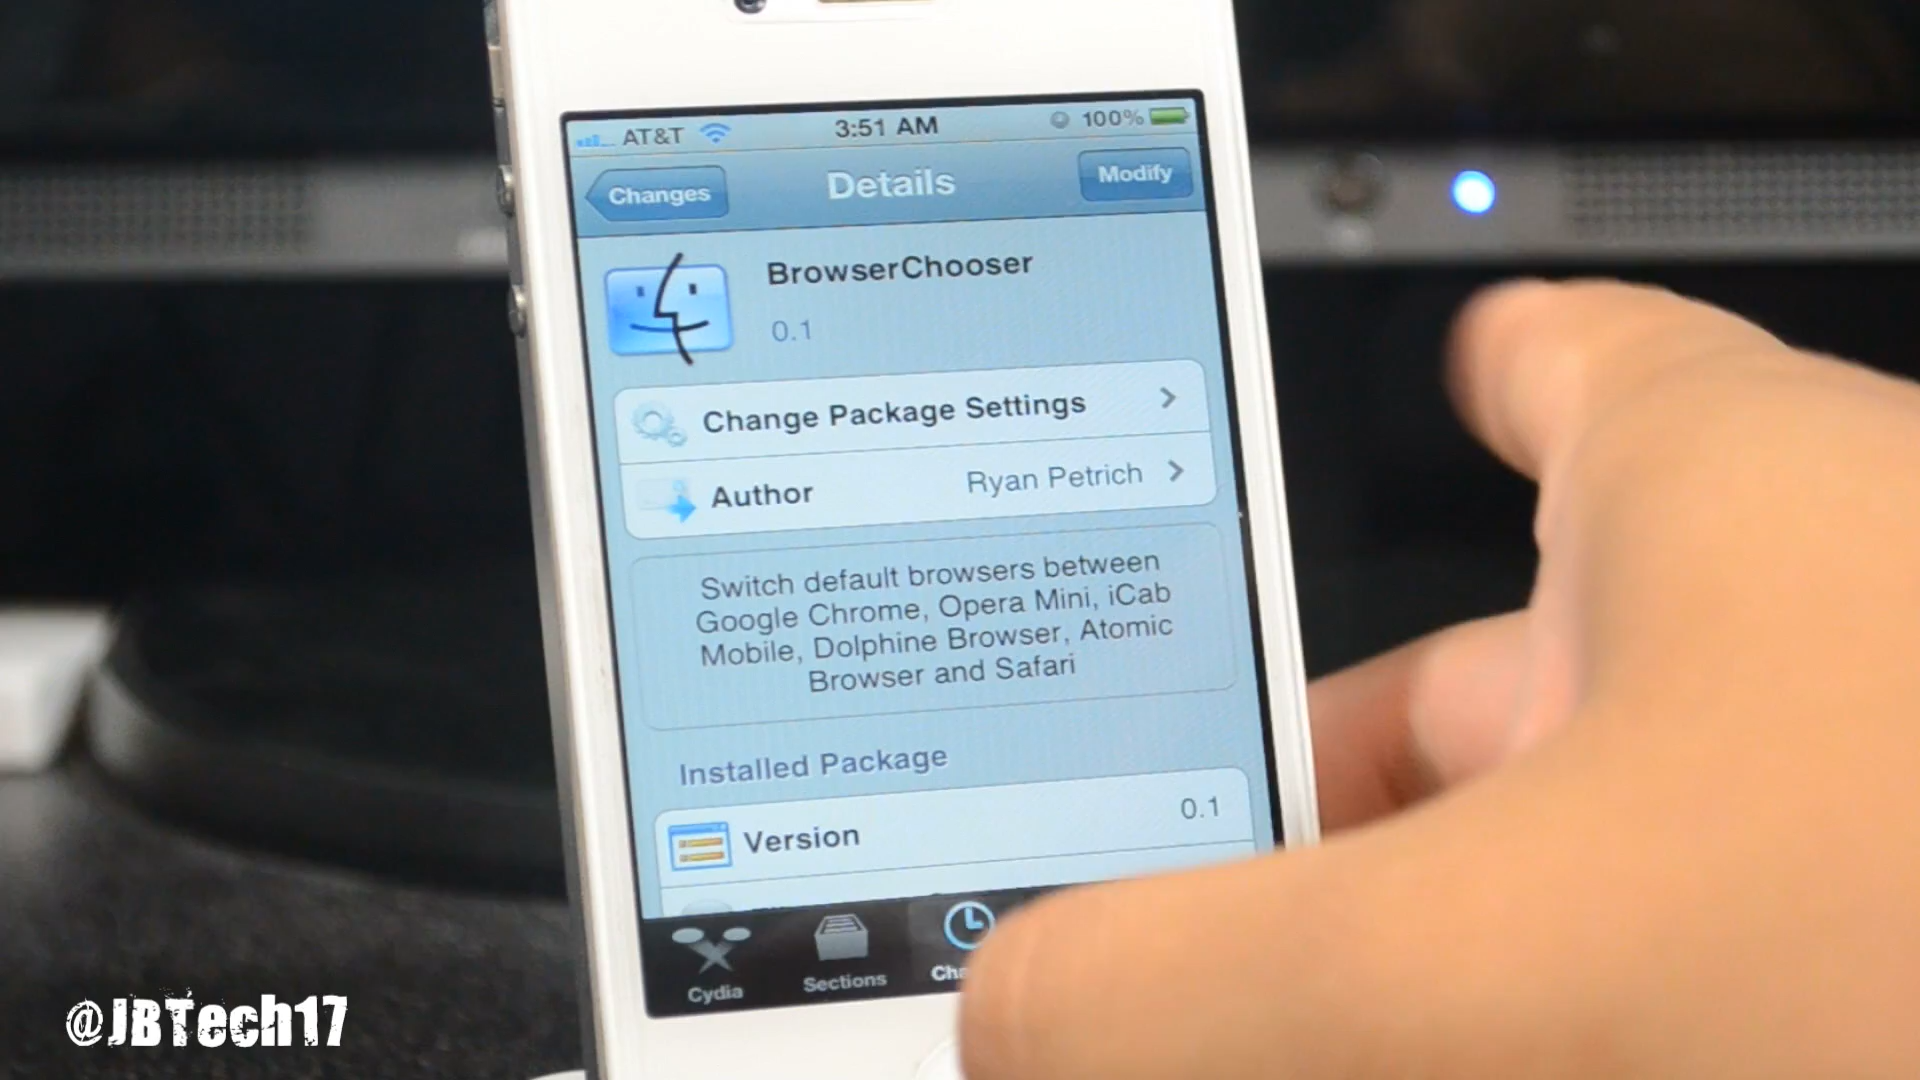 AT&T 3:51 AM 100%
Changes Details Modify
BrowserChooser
0.1
Change Package Settings
Author Ryan Petrich
Switch default browsers between
Google Chrome, Opera Mini, iCab
Mobile, Dolphine Browser, Atomic
Browser and Safari
Installed Package
Version 0.1
Cydia Sections Cha
@JBTech17